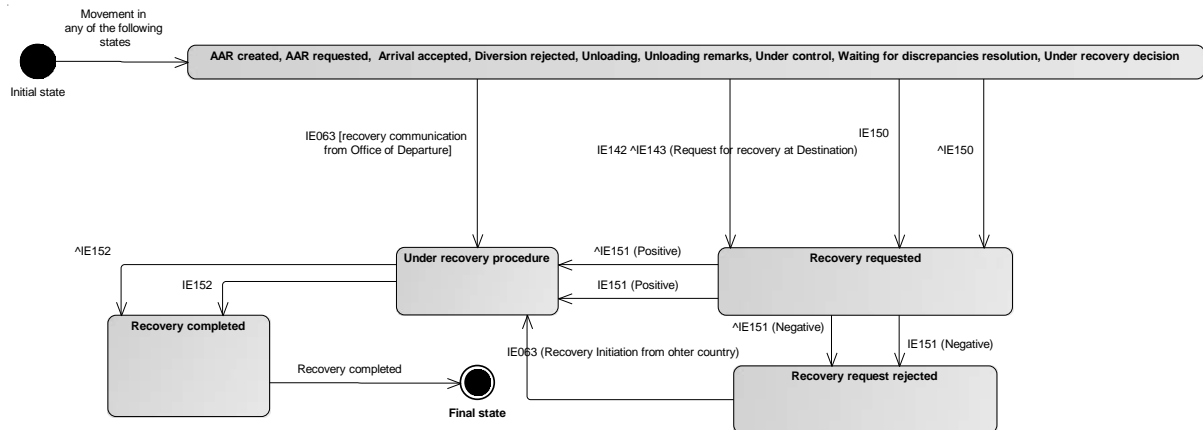 Movement in
any of the following
states
AAR created, AAR requested,  Arrival accepted, Diversion rejected, Unloading, Unloading remarks, Under control, Waiting for discrepancies resolution, Under recovery decision
Initial state
IE063 [recovery communication
from Office of Departure]
IE142 ^IE143 (Request for recovery at Destination)
IE150
^IE150
^IE152
Under recovery procedure
^IE151 (Positive)
Recovery requested
IE152
IE151 (Positive)
Recovery completed
^IE151 (Negative)
IE151 (Negative)
IE063 (Recovery Initiation from ohter country)
Recovery completed
Recovery request rejected
Final state